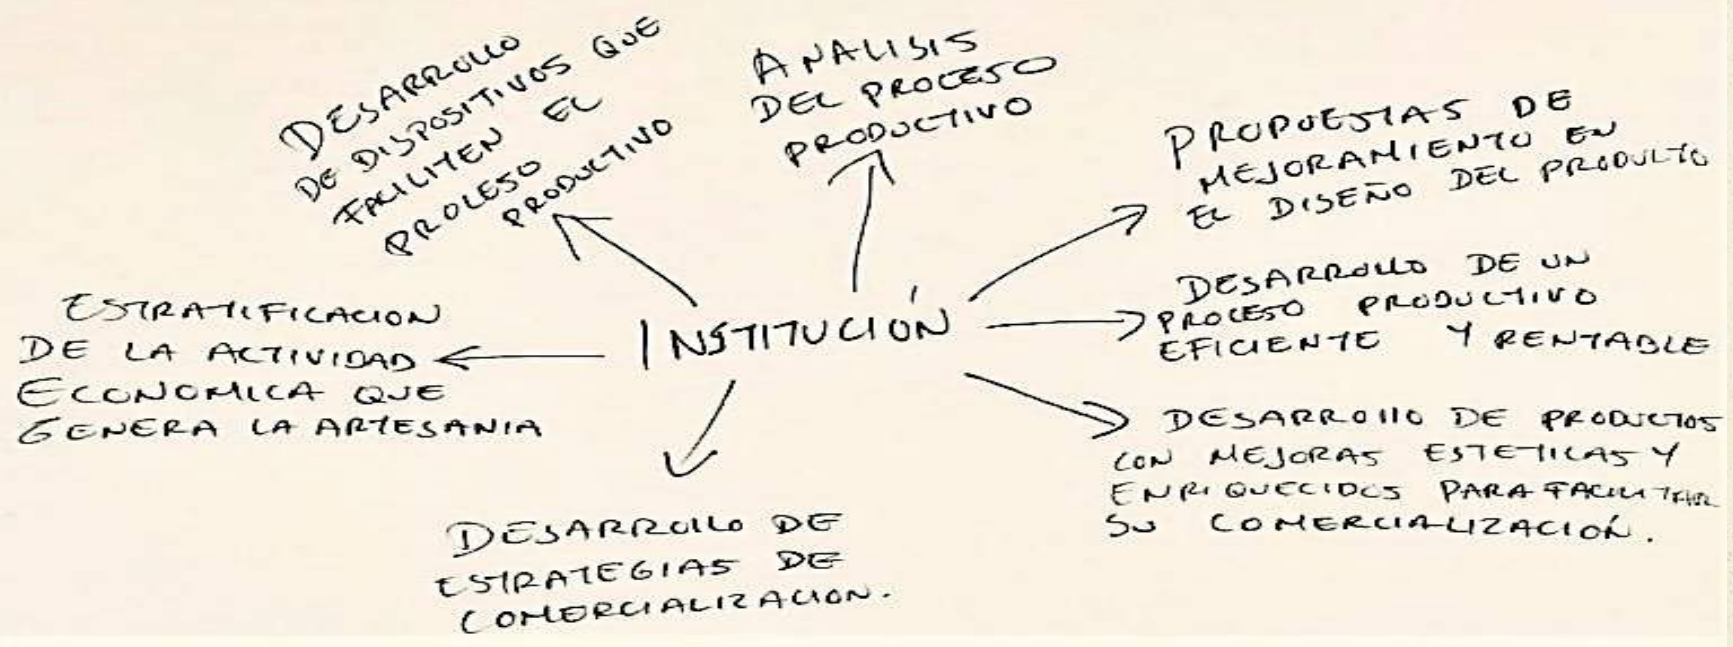 DESARROLLO
DE DISPOSITIVOS QUE
FACILITEN EL
PROCESO
PRODUCTIVO
ANALISIS
DEL PROCESO
PRODUCTIVO
PROPUESTAS DE
MEJORAMIENTO EN
EL DISEÑO DEL PRODUCTO
DESARROLLO DE UN
PROCESO PRODUCTIVO
EFICIENTE Y RENTABLE
DESARROLLO DE PRODUCTOS
CON MEJORAS ESTETICAS Y
ENRIQUECIDOS PARA FACILITAR
SU COMERCIALIZACIÓN.
DESARROLLO DE
ESTRATEGIAS DE
COMERCIALIZACION.
ESTRATIFICACION
DE LA ACTIVIDAD
ECONOMICA QUE
GENERA LA ARTESANIA
INSTITUCIÓN